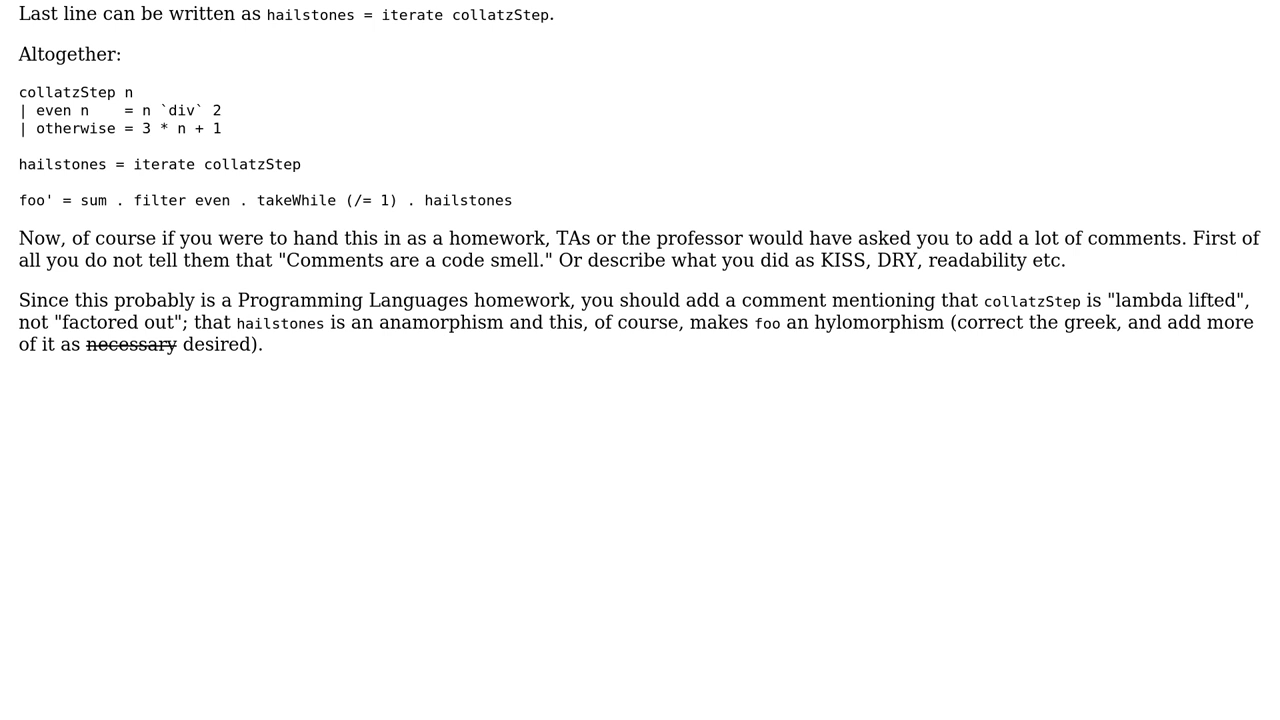 Last line can be written as hailstones = iterate collatzStep.
Altogether:
collatzStep n
| even n    = n `div` 2
| otherwise = 3 * n + 1
hailstones = iterate collatzStep
foo' = sum . filter even . takeWhile (/= 1) . hailstones
Now, of course if you were to hand this in as a homework, TAs or the professor would have asked you to add a lot of comments. First of
all you do not tell them that "Comments are a code smell." Or describe what you did as KISS, DRY, readability etc.
Since this probably is a Programming Languages homework, you should add a comment mentioning that collatzStep is "lambda lifted",
not "factored out"; that hailstones is an anamorphism and this, of course, makes foo an hylomorphism (correct the greek, and add more
of it as necessary desired).